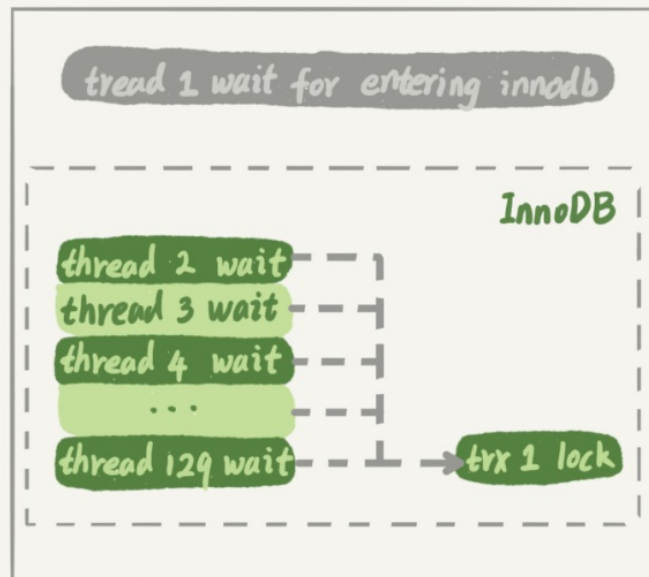 tread 1 wait for entering innodb
InnoDB
thread 2 wait
thread 3 wait
thread 4 wait
...
thread 129 wait
trx 1 lock